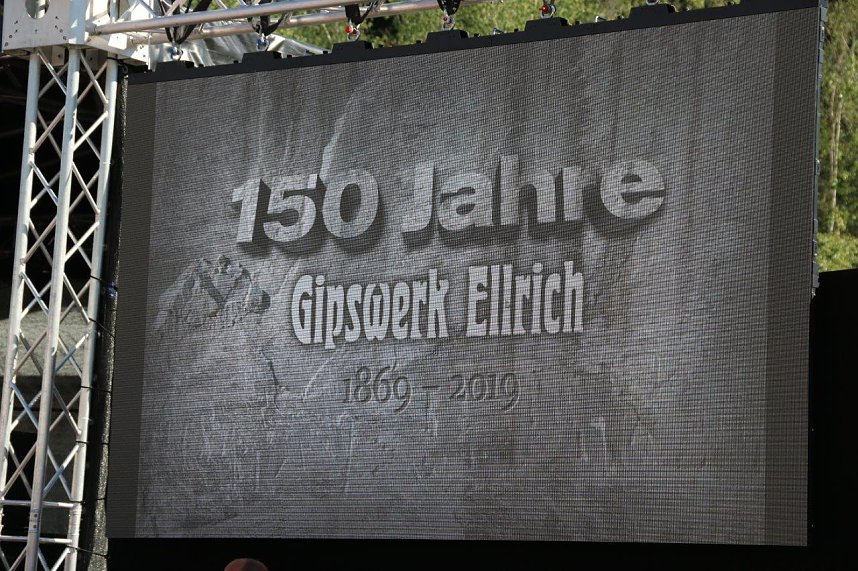 150 Jahre
Gipswerk Ellrich
1869 – 2019